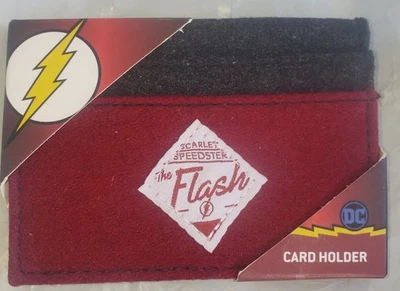 SCARLET
SPEEDSTER
The
Flash
DC
CARD HOLDER